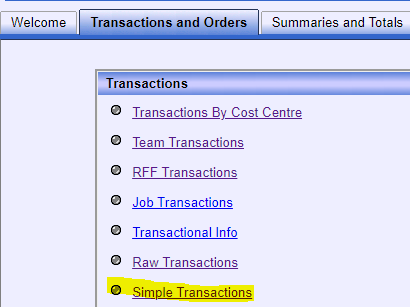 Welcome Transactions and Orders Summaries and Totals
Transactions
Transactions By Cost Centre
Team Transactions
RFF Transactions
Job Transactions
Transactional Info
Raw Transactions
Simple Transactions